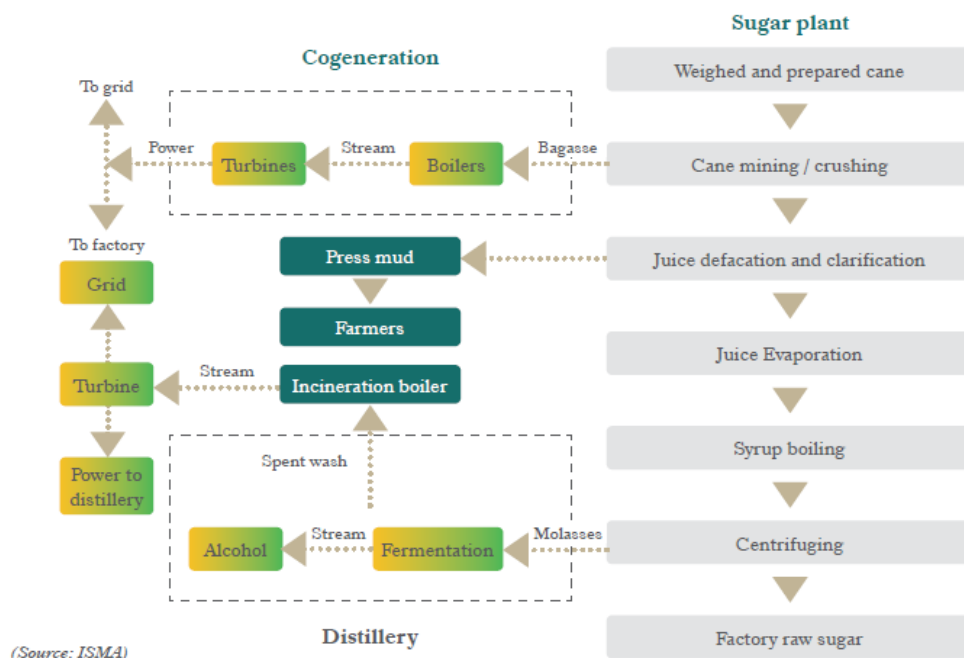 Sugar plant
Cogeneration
Weighed and prepared cane
To grid
Power
Turbines
Stream
Boilers
Bagasse
Cane mining / crushing
To factory
Grid
Press mud
Juice defacation and clarification
Farmers
Juice Evaporation
Turbine
Stream
Incineration boiler
Spent wash
Syrup boiling
Power to
distillery
Alcohol
Stream
Fermentation
Molasses
Centrifuging
Distillery
Factory raw sugar
(Source: ISMA)